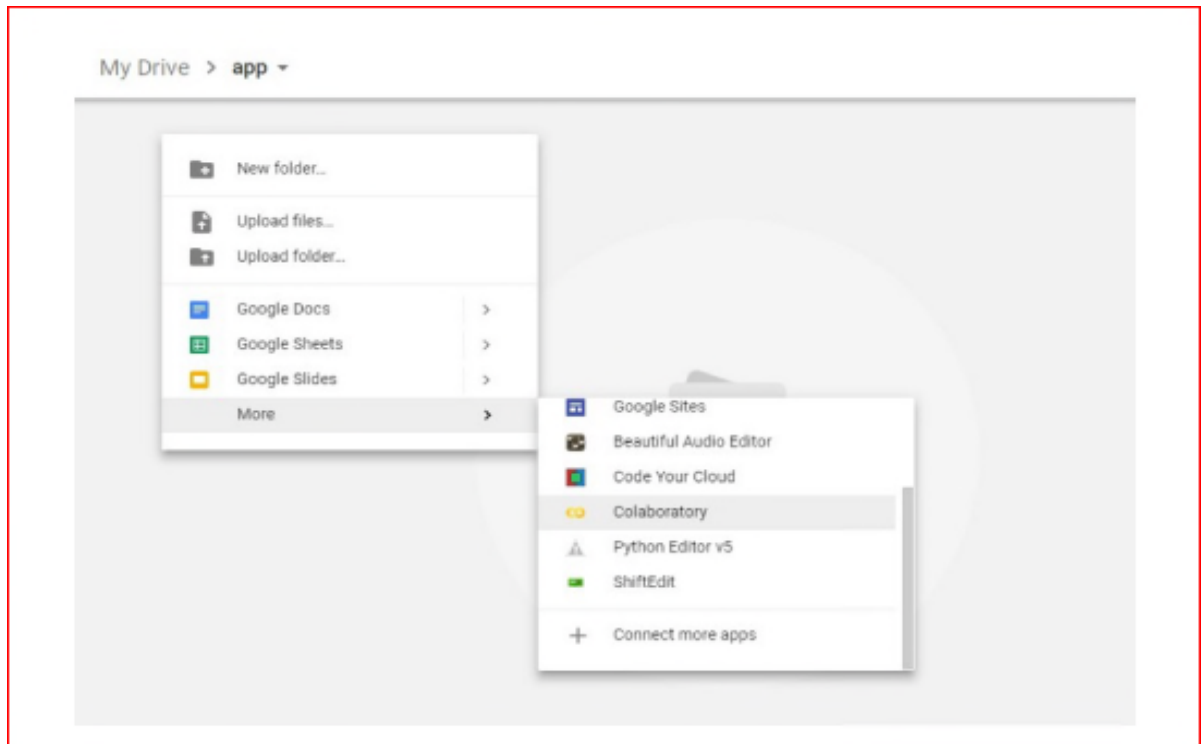 My Drive > app
New folder...
Upload files...
Upload folder...
Google Docs
Google Sheets
Google Slides
More
Google Sites
Beautiful Audio Editor
Code Your Cloud
Colaboratory
Python Editor v5
ShiftEdit
Connect more apps